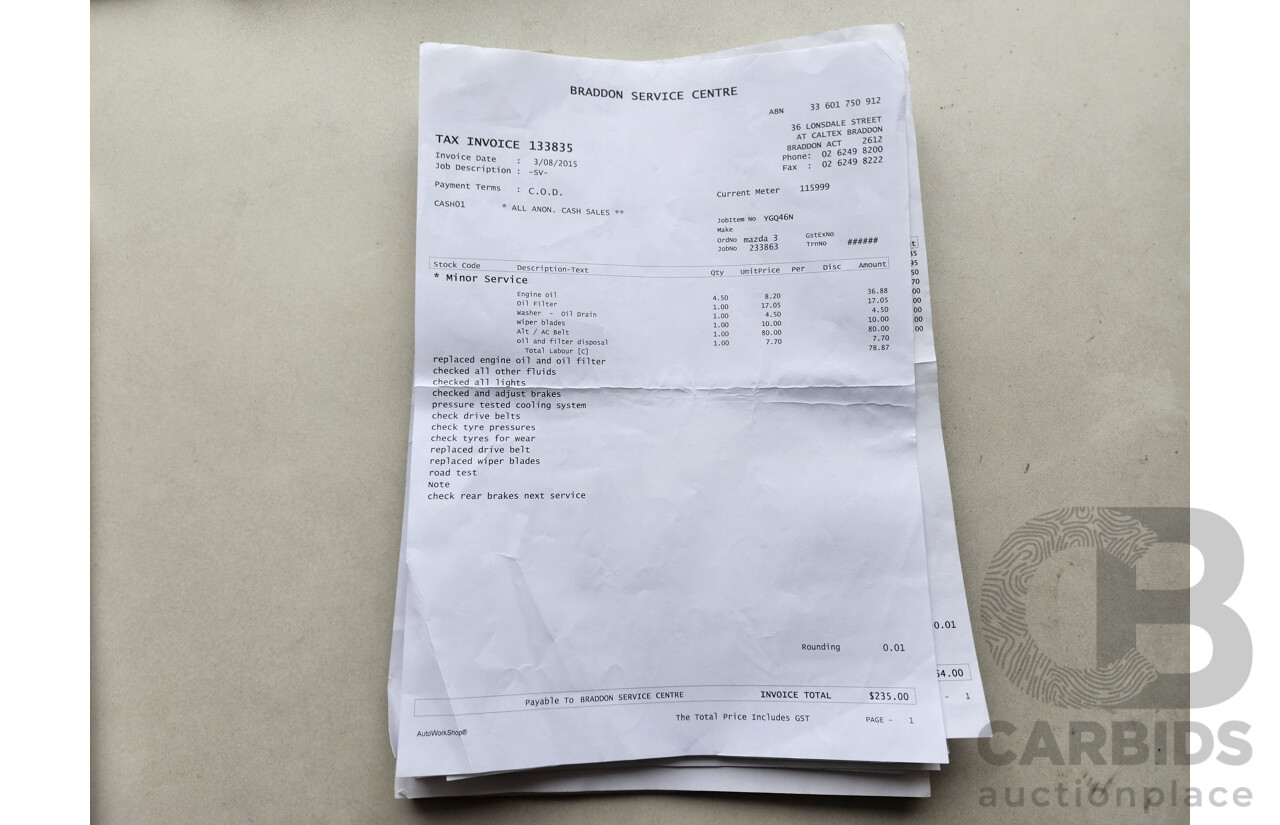 BRADDON SERVICE CENTRE
ABN 33 601 750 912
36 LONSDALE STREET
AT CALTEX BRADDON
BRADDON ACT 2612
Phone: 02 6249 8200
Fax : 02 6249 8222
TAX INVOICE 133835
Invoice Date : 3/08/2015
Job Description : -SV-
Payment Terms : C.O.D.
Current Meter 115999
CASH01 * ALL ANON. CASH SALES **
JobItem No YGQ46N
Make
OrdNo mazda 3 GstExNo
JobNo 233863 TrnNo ######
Stock Code Description-Text Qty UnitPrice Per Disc Amount
* Minor Service
Engine oil 4.50 8.20 36.88
Oil Filter 1.00 17.05 17.05
Washer - Oil Drain 1.00 4.50 4.50
wiper blades 1.00 10.00 10.00
Alt / AC Belt 1.00 80.00 80.00
oil and filter disposal 1.00 7.70 7.70
Total Labour [C] 78.87
replaced engine oil and oil filter
checked all other fluids
checked all lights
checked and adjust brakes
pressure tested cooling system
check drive belts
check tyre pressures
check tyres for wear
replaced drive belt
replaced wiper blades
road test
Note
check rear brakes next service
Rounding 0.01
Payable To BRADDON SERVICE CENTRE INVOICE TOTAL $235.00
The Total Price Includes GST PAGE - 1
AutoWorkShop®
0.01
54.00
- 1
CARBIDS
auctionplace